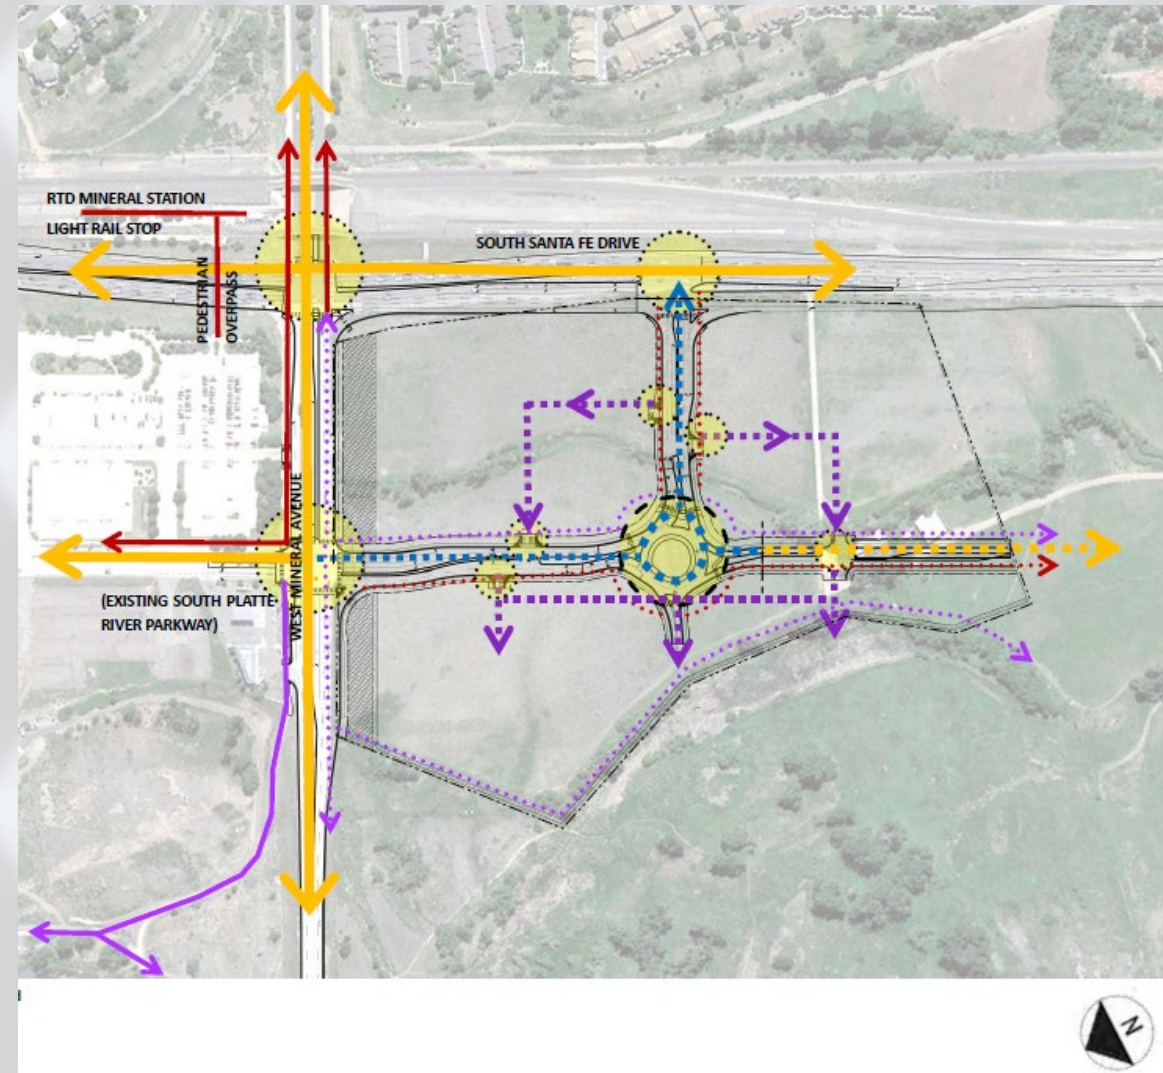 RTD MINERAL STATION
LIGHT RAIL STOP
SOUTH SANTA FE DRIVE
PEDESTRIAN
OVERPASS
WEST MINERAL AVENUE
(EXISTING SOUTH PLATTE
RIVER PARKWAY)
N